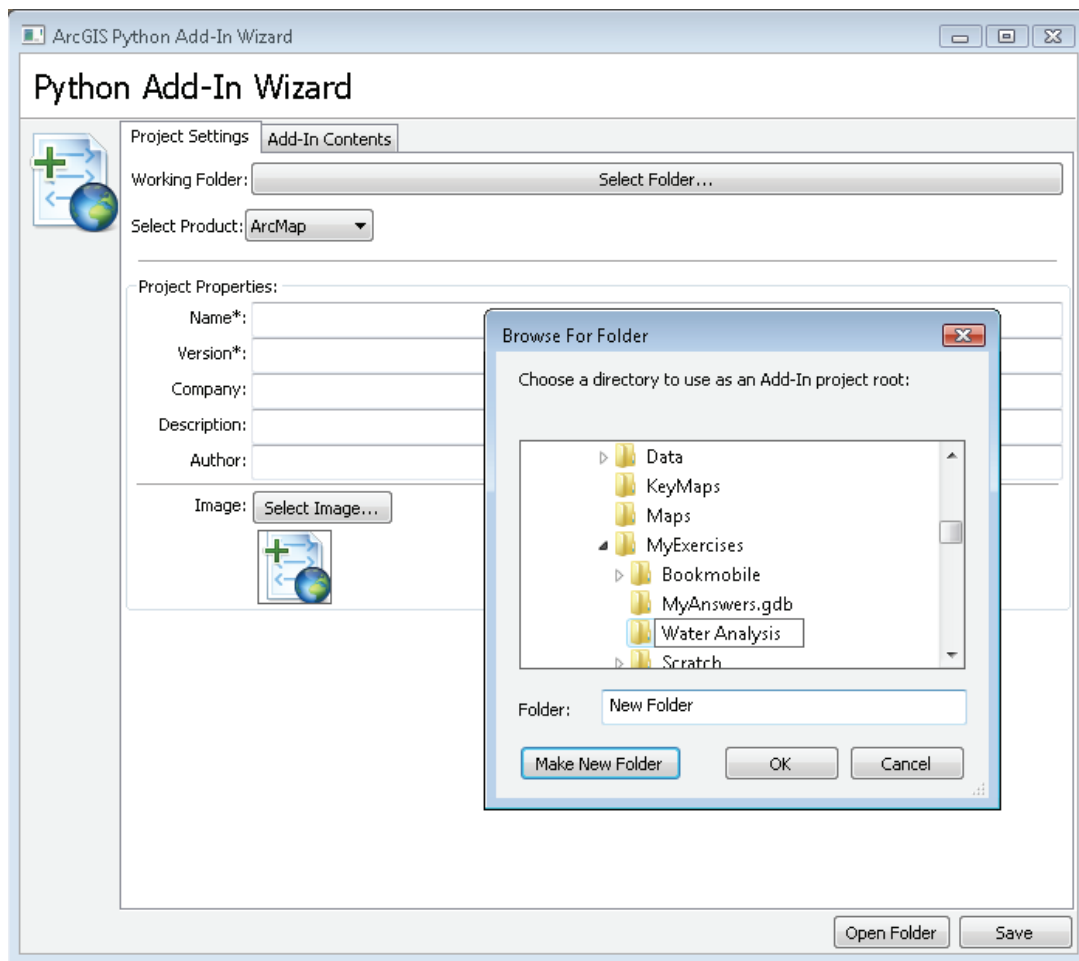 ArcGIS Python Add-In Wizard
Python Add-In Wizard
Project Settings
Add-In Contents
Working Folder:
Select Folder...
Select Product:
ArcMap
Project Properties:
Name*:
Version*:
Company:
Description:
Author:
Image:
Select Image...
Browse For Folder
Choose a directory to use as an Add-In project root:
Data
KeyMaps
Maps
MyExercises
Bookmobile
MyAnswers.gdb
Water Analysis
Scratch
Folder:
New Folder
Make New Folder
OK
Cancel
Open Folder
Save